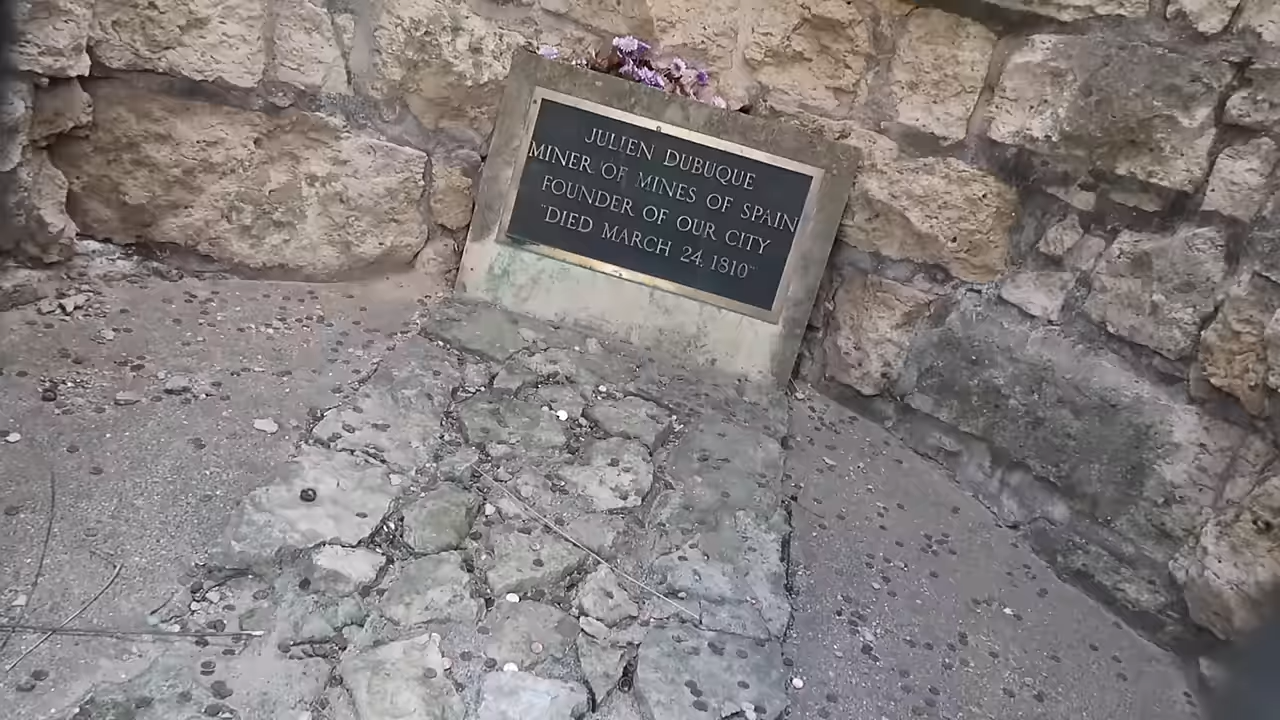 JULIEN DUBUQUE
MINER OF MINES OF SPAIN
FOUNDER OF OUR CITY
"DIED MARCH 24, 1810"